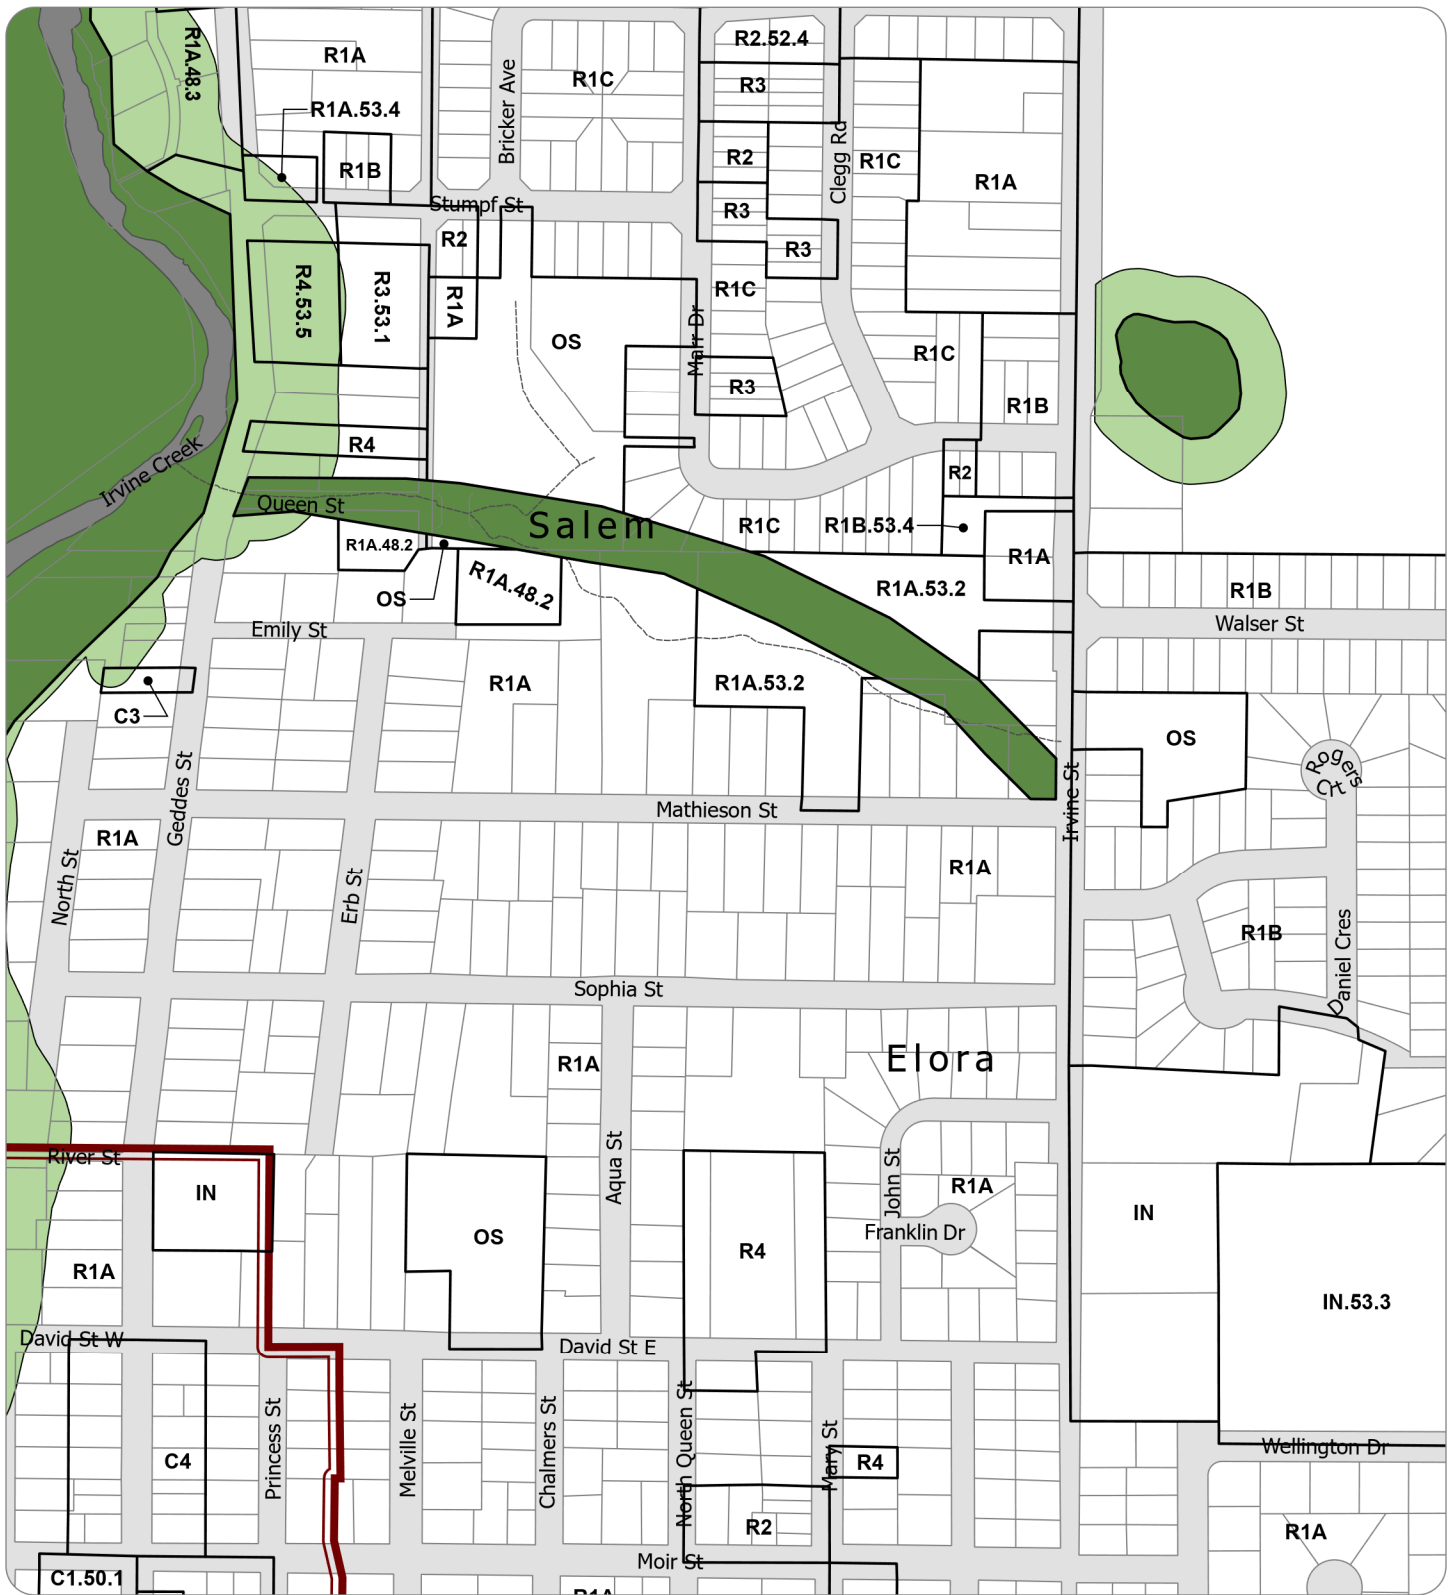 R1A.48.3
R1A
R1A.53.4
R1B
Bricker Ave
R1C
R2.52.4
R3
R2
R3
R3
R1C
Clegg Rd
R1C
R1A
Stumpf St
R2
R1A
R4.53.5
R3.53.1
OS
Marr Dr
R3
R1C
R1B
R4
Irvine Creek
Queen St
Salem
R2
R1C
R1B.53.4
R1A
R1A.48.2
OS
R1A.48.2
R1A.53.2
R1B
Walser St
Emily St
R1A
R1A.53.2
C3
OS
Rogers
Crt
Geddes St
Mathieson St
Irvine St
R1A
R1A
North St
Erb St
R1B
Daniel Cres
Sophia St
R1A
Elora
River St
IN
Aqua St
John St
R1A
Franklin Dr
IN
OS
R4
R1A
IN.53.3
David St W
David St E
Princess St
Melville St
Chalmers St
North Queen St
Mary St
R4
C4
Wellington Dr
R2
R1A
Moir St
C1.50.1
R1A